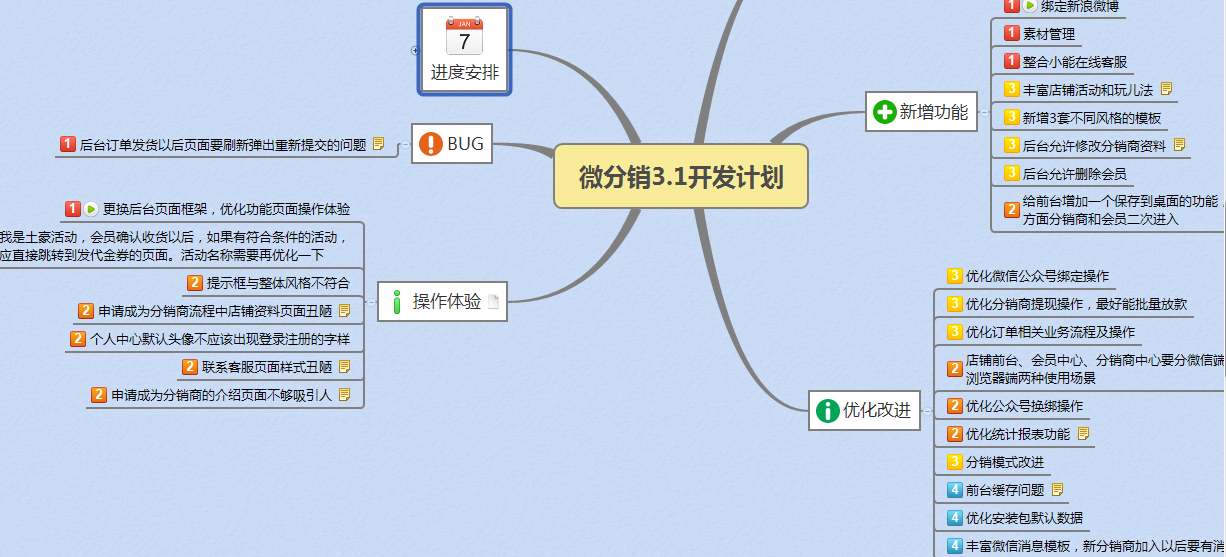 JAN
7
进度安排
BUG
1 后台订单发货以后页面要刷新弹出重新提交的问题
微分销3.1开发计划
操作体验
1 更换后台页面框架，优化功能页面操作体验
我是土豪活动，会员确认收货以后，如果有符合条件的活动，
应直接跳转到发代金券的页面。活动名称需要再优化一下
2 提示框与整体风格不符合
2 申请成为分销商流程中店铺资料页面丑陋
2 个人中心默认头像不应该出现登录注册的字样
2 联系客服页面样式丑陋
2 申请成为分销商的介绍页面不够吸引人
新增功能
1 绑定新浪微博
1 素材管理
1 整合小能在线客服
3 丰富店铺活动和玩儿法
3 新增3套不同风格的模板
3 后台允许修改分销商资料
3 后台允许删除会员
2 给前台增加一个保存到桌面的功能，
方面分销商和会员二次进入
优化改进
3 优化微信公众号绑定操作
3 优化分销商提现操作，最好能批量放款
3 优化订单相关业务流程及操作
2 店铺前台、会员中心、分销商中心要分微信端
浏览器端两种使用场景
2 优化公众号换绑操作
2 优化统计报表功能
3 分销模式改进
4 前台缓存问题
4 优化安装包默认数据
4 丰富微信消息模板，新分销商加入以后要有消